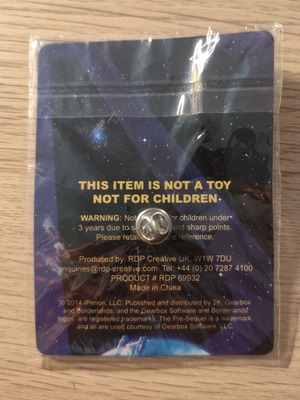 THIS ITEM IS NOT A TOY
NOT FOR CHILDREN
WARNING: Not for children under
3 years due to and sharp points.
Please retain reference.
Produced by: RDP Creative UK, W1W 7DU
enquiries@rdp-creative.com Tel: +44 (0) 20 7287 4100
PRODUCT # RDP 69932
Made in China
© 2014 iPerion, LLC. Published and distributed by 2K. Gearbox
and Borderlands, and the Gearbox Software and Borderlands
logos, are registered trademarks. The Pre-Sequel is a trademark
and all are used courtesy of Gearbox Software, LLC.